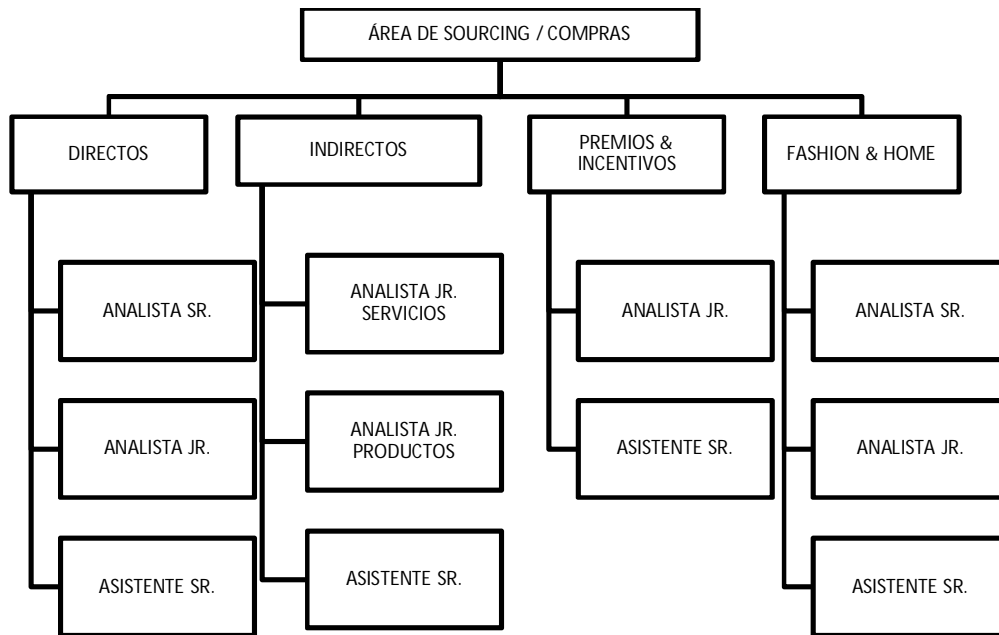 ÁREA DE SOURCING / COMPRAS
DIRECTOS
INDIRECTOS
PREMIOS &
INCENTIVOS
FASHION & HOME
ANALISTA SR.
ANALISTA JR.
ASISTENTE SR.
ANALISTA JR.
SERVICIOS
ANALISTA JR.
PRODUCTOS
ASISTENTE SR.
ANALISTA JR.
ASISTENTE SR.
ANALISTA SR.
ANALISTA JR.
ASISTENTE SR.